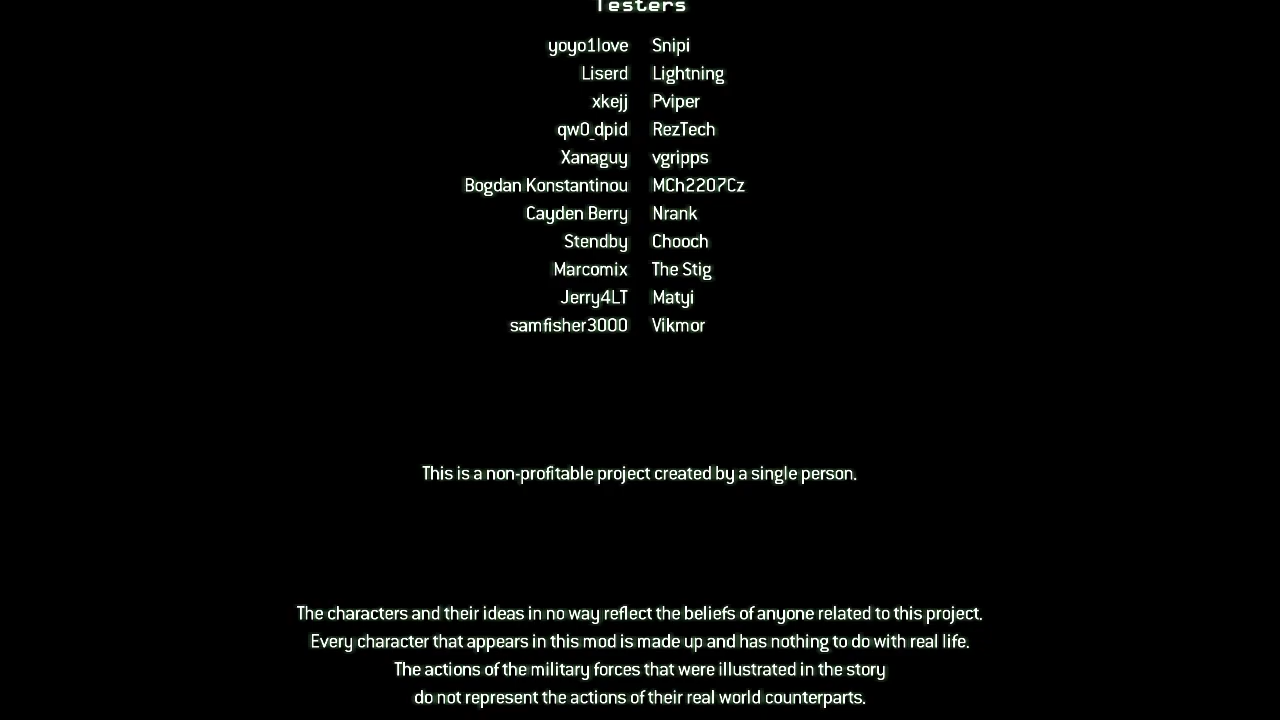 Testers
yoyo1love Snipi
Liserd Lightning
xkejj Pviper
qw0_dpid RezTech
Xanaguy vgripps
Bogdan Konstantinou MCh2207Cz
Cayden Berry Nrank
Stendby Chooch
Marcomix The Stig
Jerry4LT Matyi
samfisher3000 Vikmor
This is a non-profitable project created by a single person.
The characters and their ideas in no way reflect the beliefs of anyone related to this project.
Every character that appears in this mod is made up and has nothing to do with real life.
The actions of the military forces that were illustrated in the story
do not represent the actions of their real world counterparts.